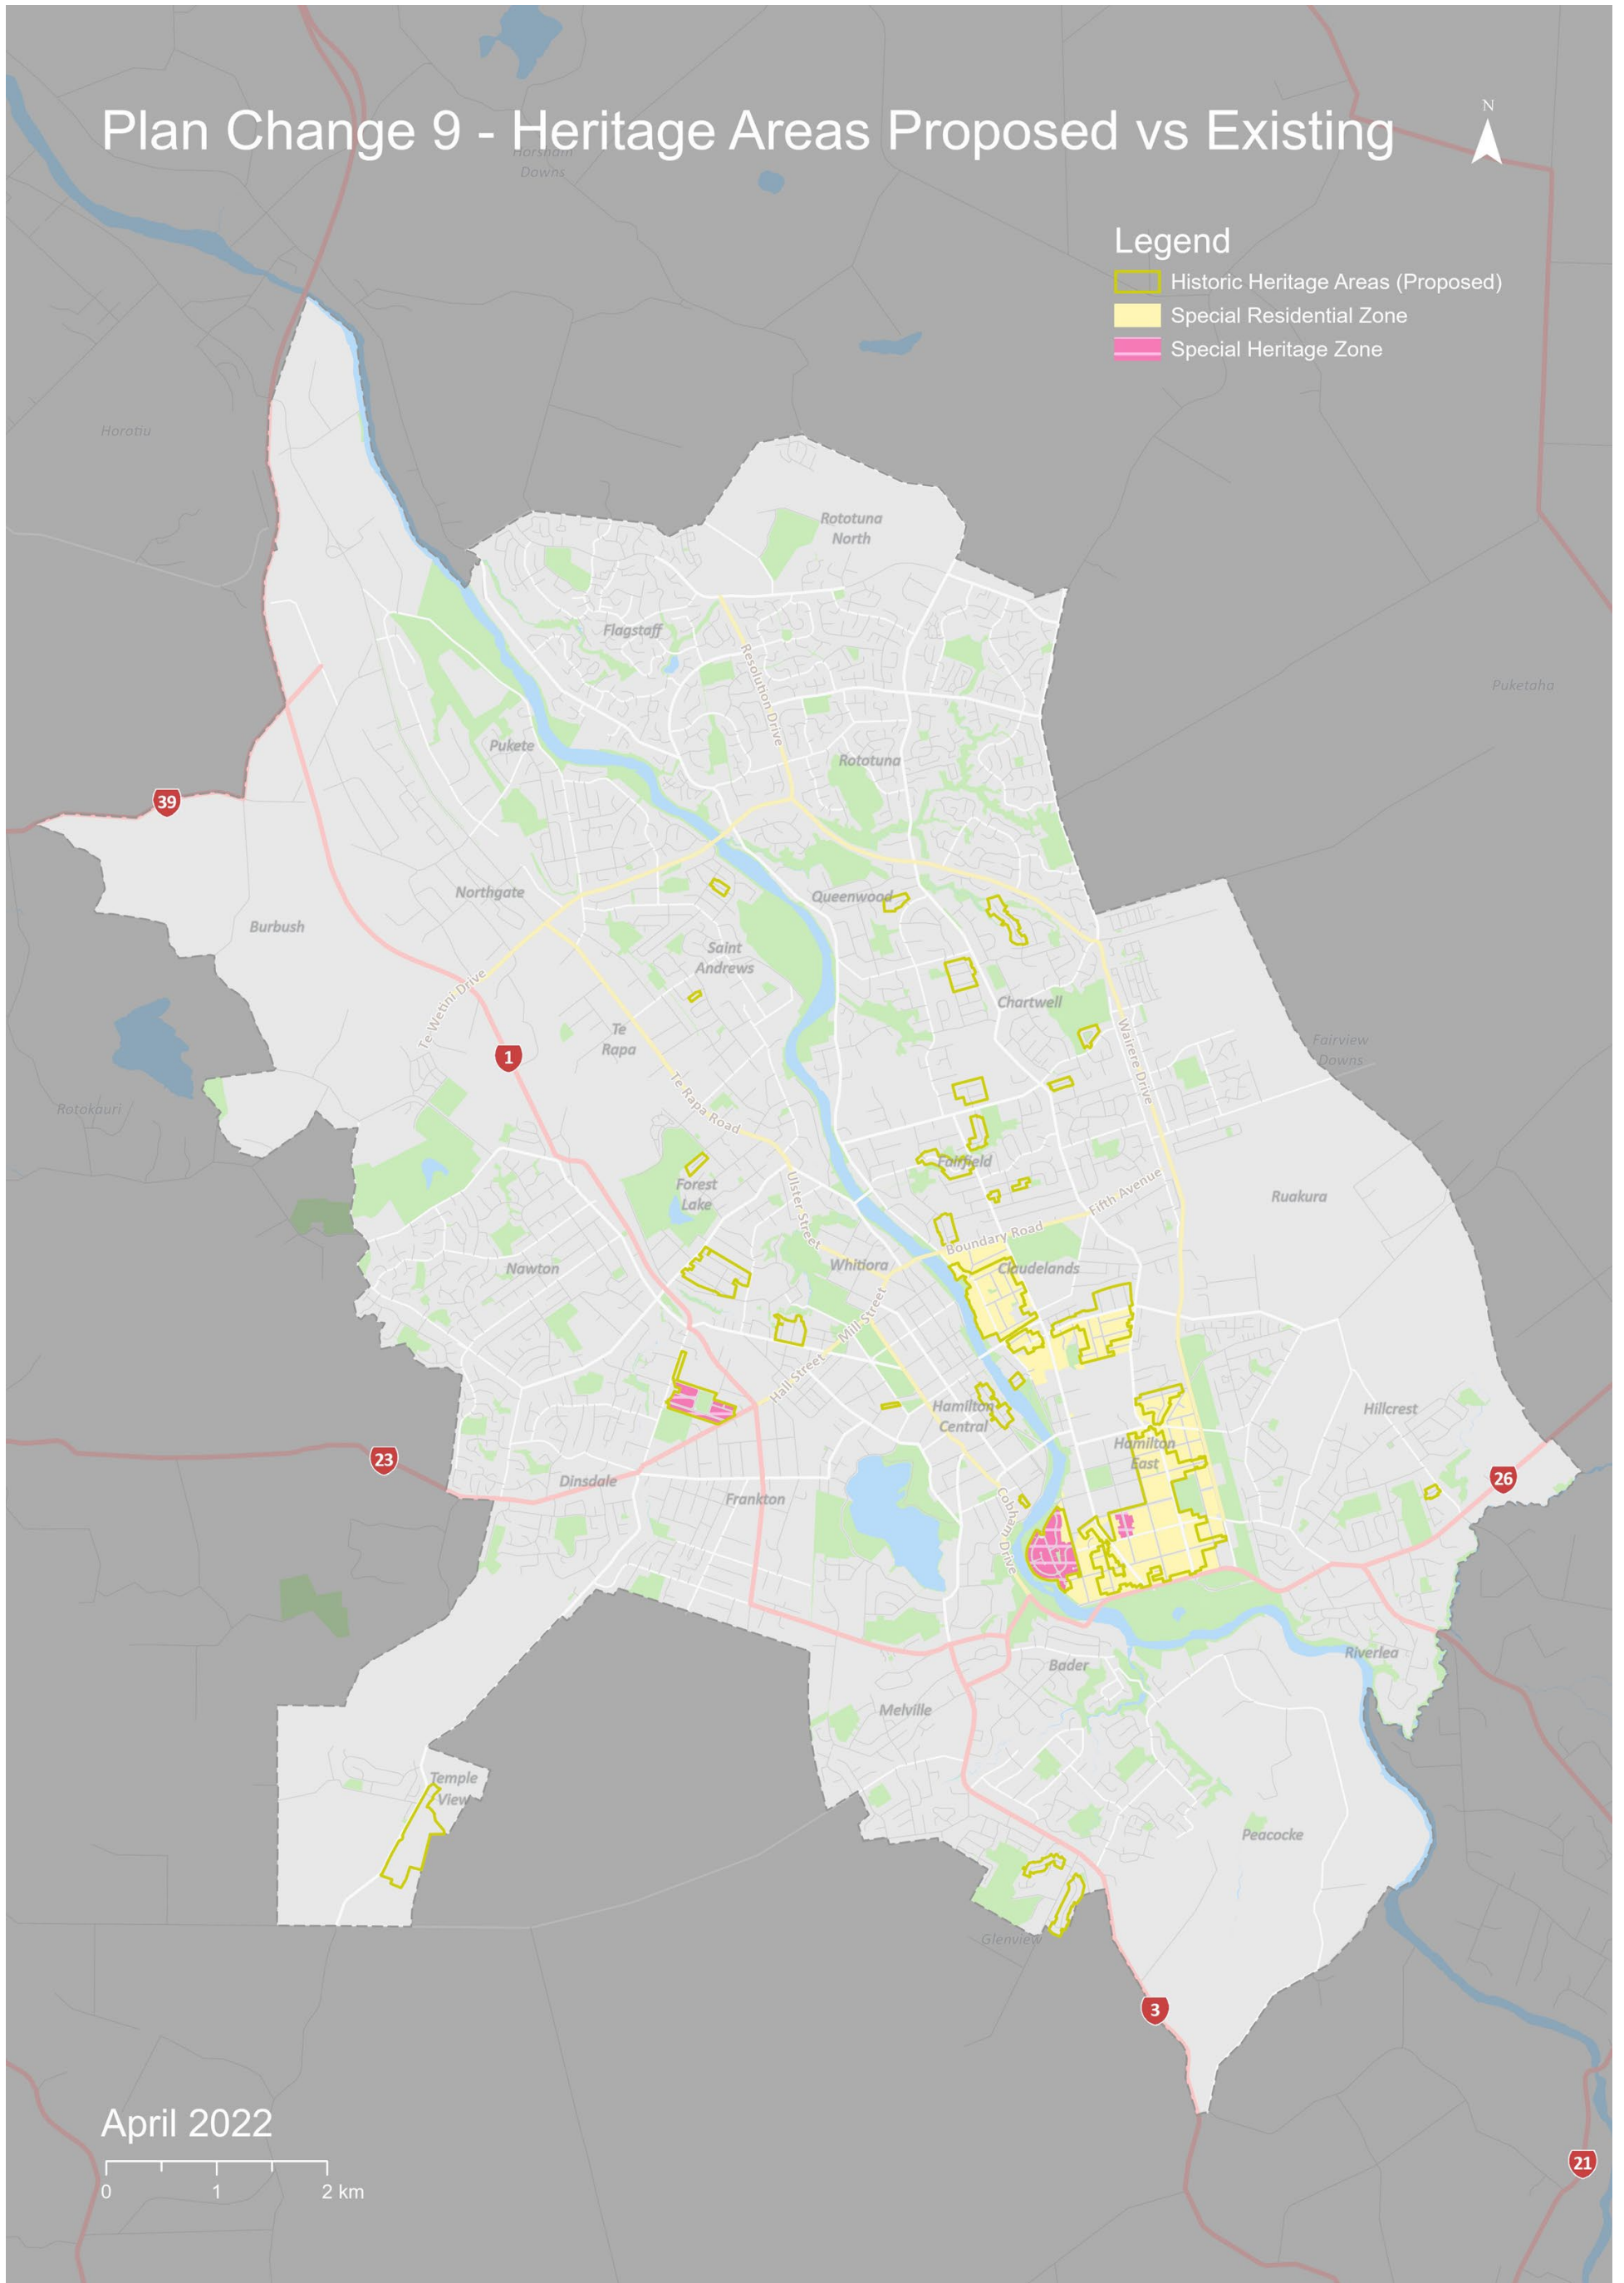 Plan Change 9 - Heritage Areas Proposed vs Existing
N
Horsham
Downs
Legend
Historic Heritage Areas (Proposed)
Special Residential Zone
Special Heritage Zone
Horotiu
Rototuna
North
Flagstaff
Resolution Drive
Puketaha
Pukete
Rototuna
39
Northgate
Queenwood
Burbush
Saint
Andrews
Te Wetini Drive
Chartwell
Te
Rapa
1
Wairere Drive
Fairview
Downs
Rotokauri
Te Rapa Road
Fairfield
Forest
Lake
Ulster Street
Fifth Avenue
Ruakura
Boundary Road
Nawton
Whitiora
Claudelands
Mill Street
Hall Street
Hamilton
Central
Hillcrest
Hamilton
East
23
Dinsdale
26
Frankton
Cobham Drive
Riverlea
Bader
Melville
Temple
View
Peacocke
Glenview
3
April 2022
0
1
2 km
21